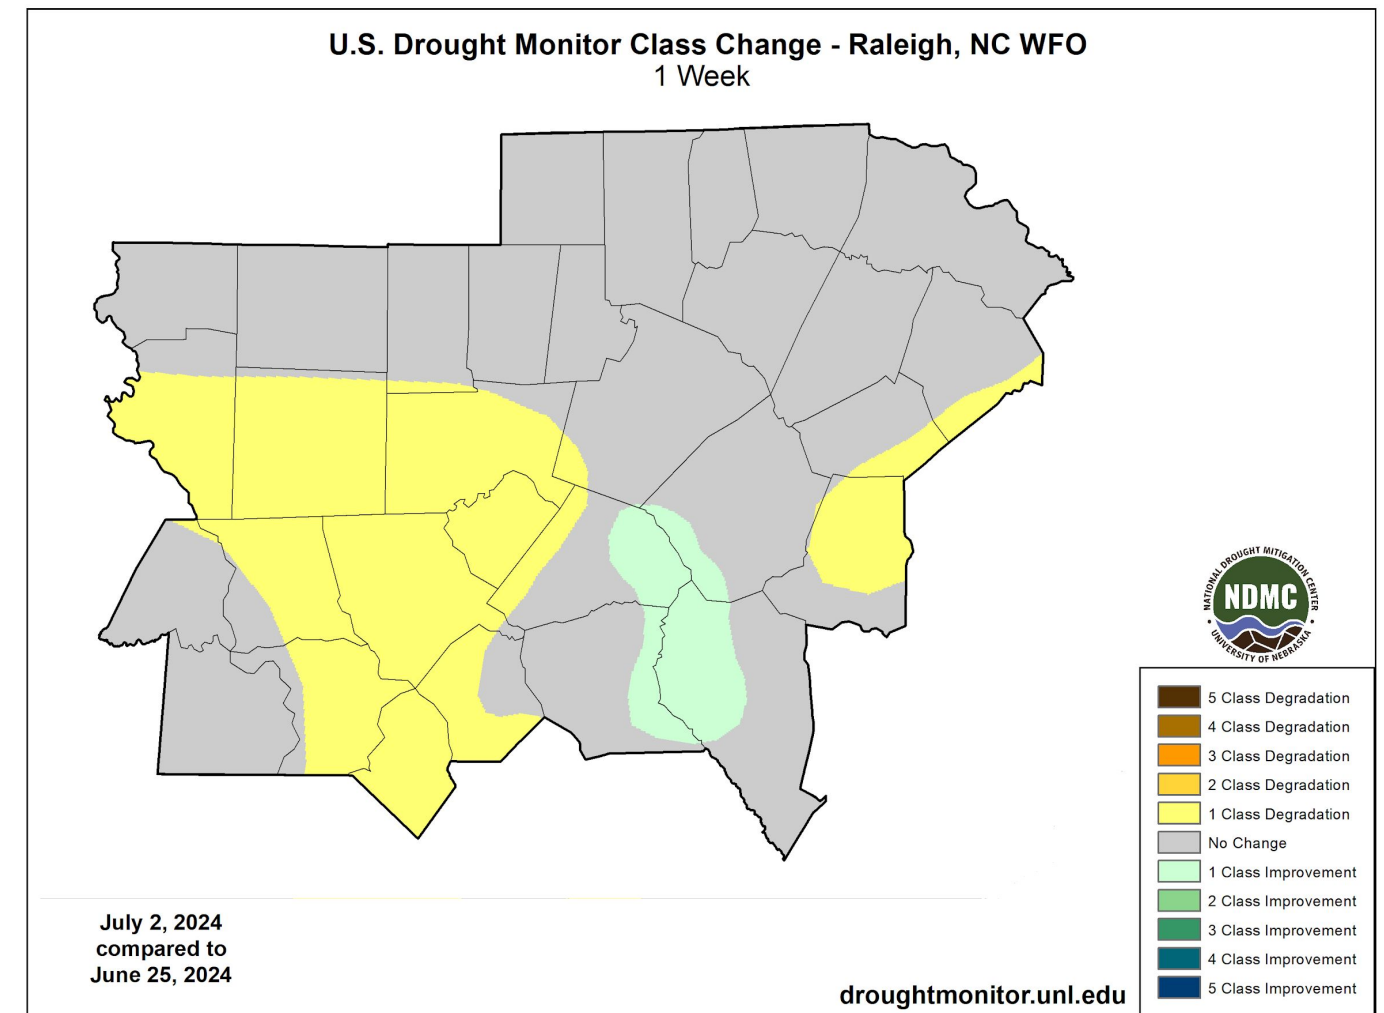 U.S. Drought Monitor Class Change - Raleigh, NC WFO
1 Week
NATIONAL DROUGHT MITIGATION CENTER
NDMC
UNIVERSITY OF NEBRASKA
5 Class Degradation
4 Class Degradation
3 Class Degradation
2 Class Degradation
1 Class Degradation
No Change
1 Class Improvement
2 Class Improvement
3 Class Improvement
4 Class Improvement
5 Class Improvement
July 2, 2024
compared to
June 25, 2024
droughtmonitor.unl.edu